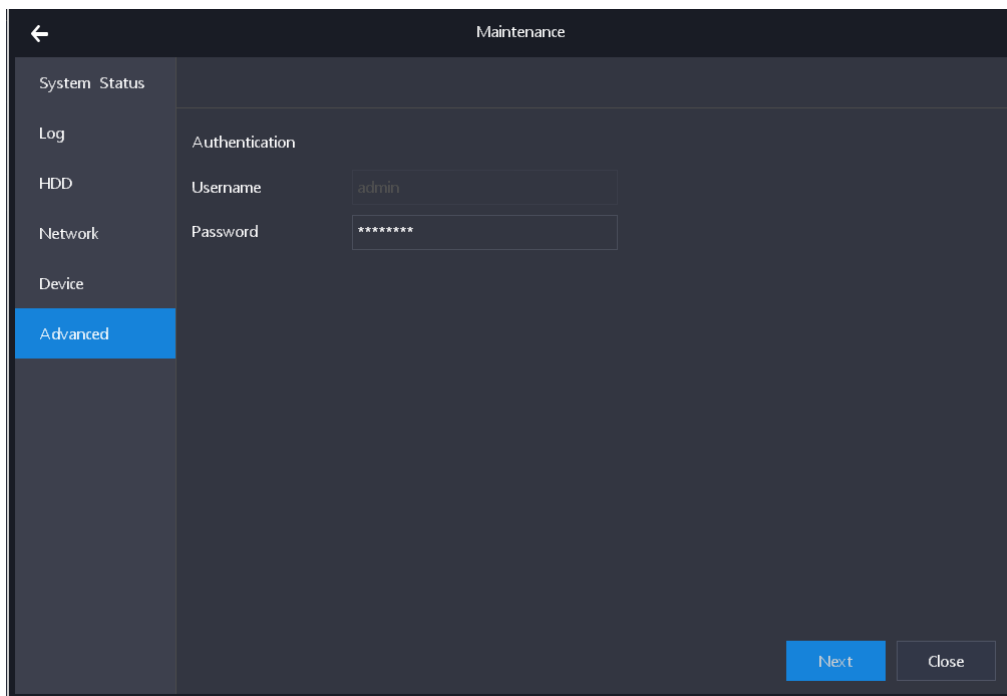 Maintenance
System Status
Log
HDD
Network
Device
Advanced
Authentication
Username admin
Password ********
Next Close